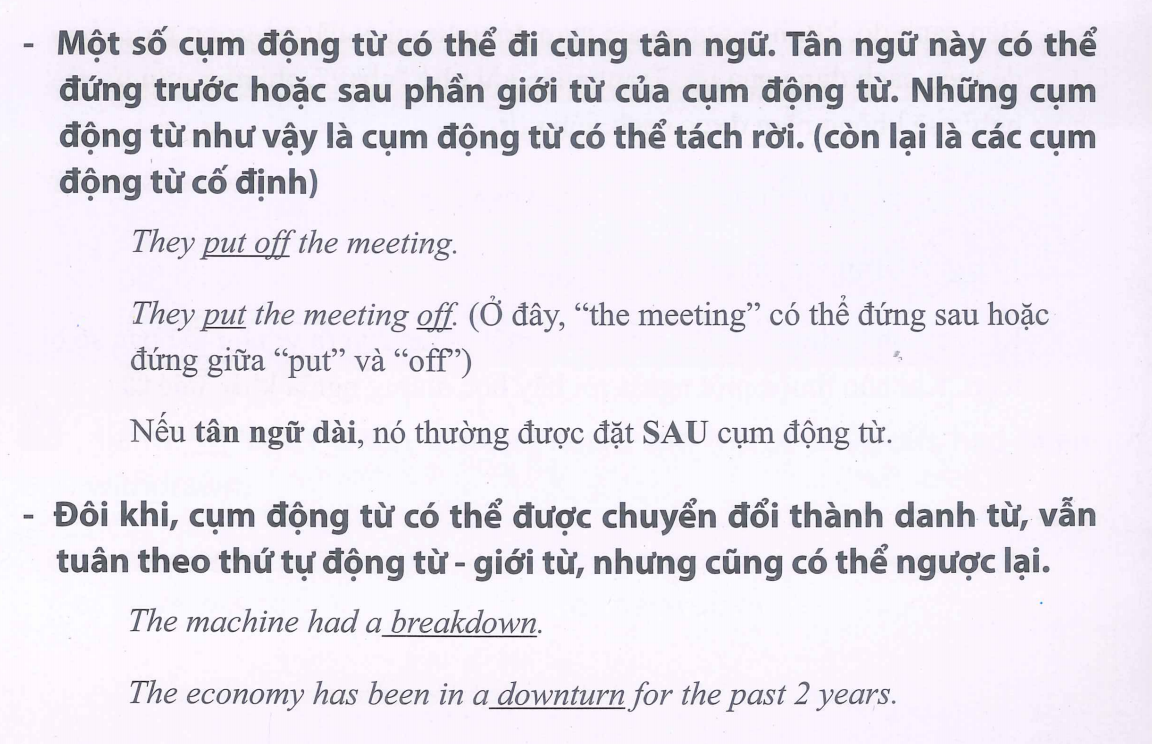 - Một số cụm động từ có thể đi cùng tân ngữ. Tân ngữ này có thể
đứng trước hoặc sau phần giới từ của cụm động từ. Những cụm
động từ như vậy là cụm động từ có thể tách rời. (còn lại là các cụm
động từ cố định)
They put off the meeting.
They put the meeting off. (Ở đây, “the meeting” có thể đứng sau hoặc
đứng giữa “put” và “off”)
Nếu tân ngữ dài, nó thường được đặt SAU cụm động từ.
- Đôi khi, cụm động từ có thể được chuyển đổi thành danh từ, vẫn
tuân theo thứ tự động từ - giới từ, nhưng cũng có thể ngược lại.
The machine had a breakdown.
The economy has been in a downturn for the past 2 years.